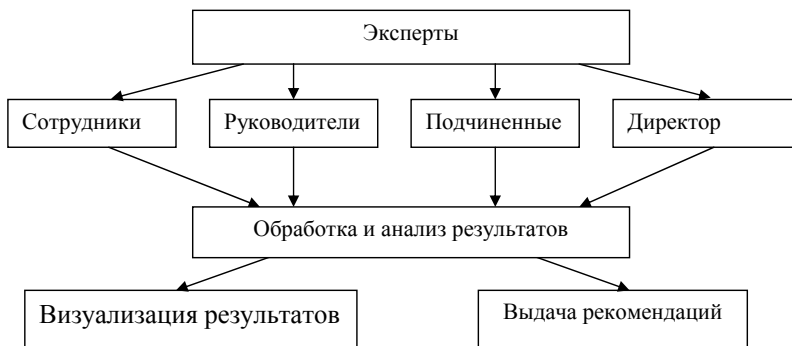 Эксперты
Сотрудники
Руководители
Подчиненные
Директор
Обработка и анализ результатов
Визуализация результатов
Выдача рекомендаций